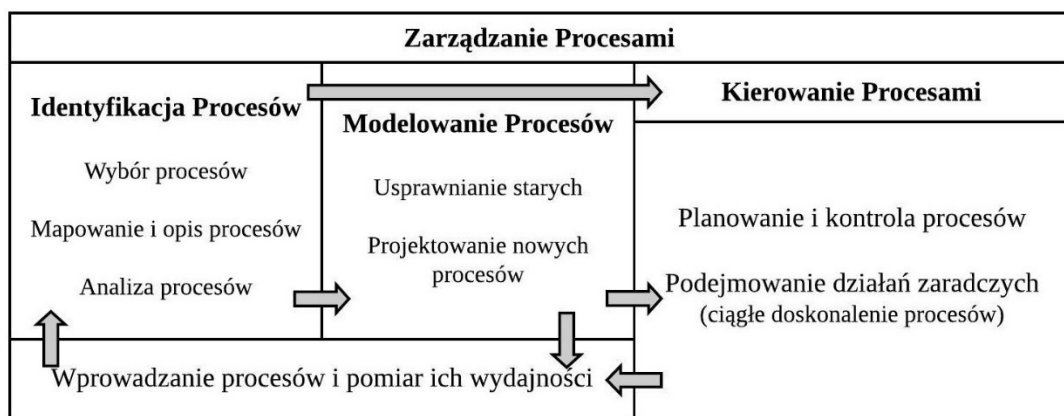 Zarządzanie Procesami
Identyfikacja Procesów
Wybór procesów
Mapowanie i opis procesów
Analiza procesów
Modelowanie Procesów
Usprawnianie starych
Projektowanie nowych
procesów
Kierowanie Procesami
Planowanie i kontrola procesów
Podejmowanie działań zaradczych
(ciągłe doskonalenie procesów)
Wprowadzanie procesów i pomiar ich wydajności